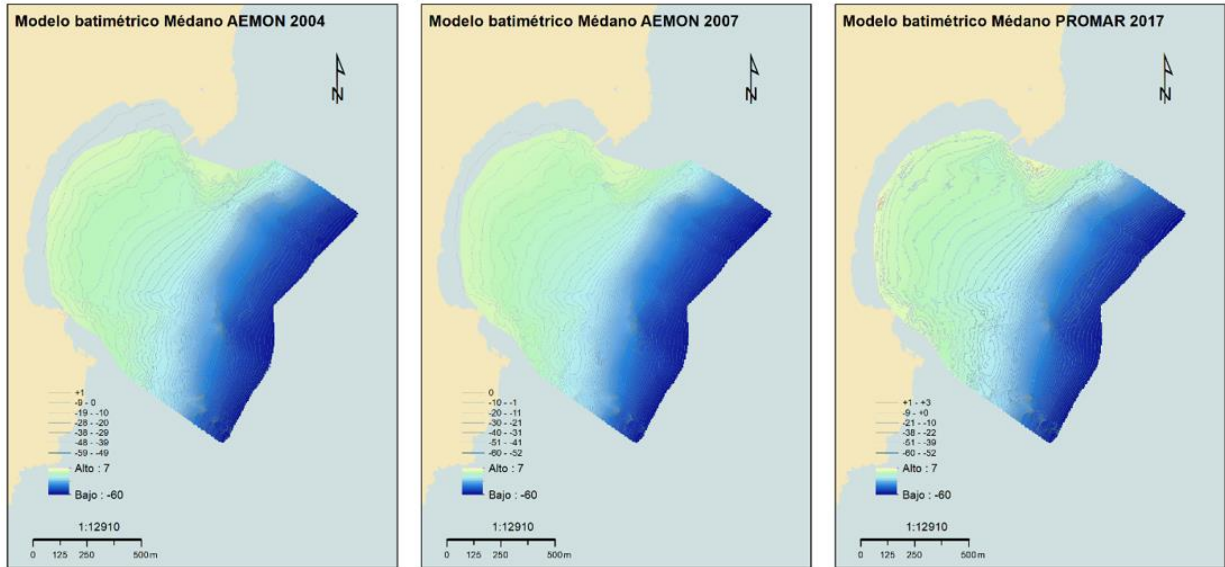 Modelo batimétrico Médano AEMON 2004
N
+1
-9 - 0
-19 - -10
-28 - -20
-38 - -29
-48 - -39
-59 - -49
Alto : 7
Bajo : -60
1:12910
0 125 250 500 m
Modelo batimétrico Médano AEMON 2007
N
0
-10 - -1
-20 - -11
-30 - -21
-40 - -31
-51 - -41
-60 - -52
Alto : 7
Bajo : -60
1:12910
0 125 250 500 m
Modelo batimétrico Médano PROMAR 2017
N
+1 - +3
-9 - +0
-21 - -10
-38 - -22
-51 - -39
-60 - -52
Alto : 7
Bajo : -60
1:12910
0 125 250 500 m